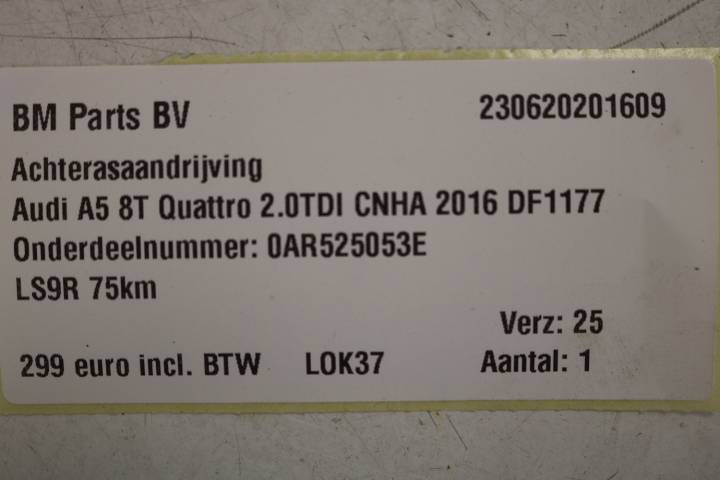 BM Parts BV 230620201609
Achterasaandrijving
Audi A5 8T Quattro 2.0TDI CNHA 2016 DF1177
Onderdeelnummer: 0AR525053E
LS9R 75km
Verz: 25
299 euro incl. BTW LOK37 Aantal: 1